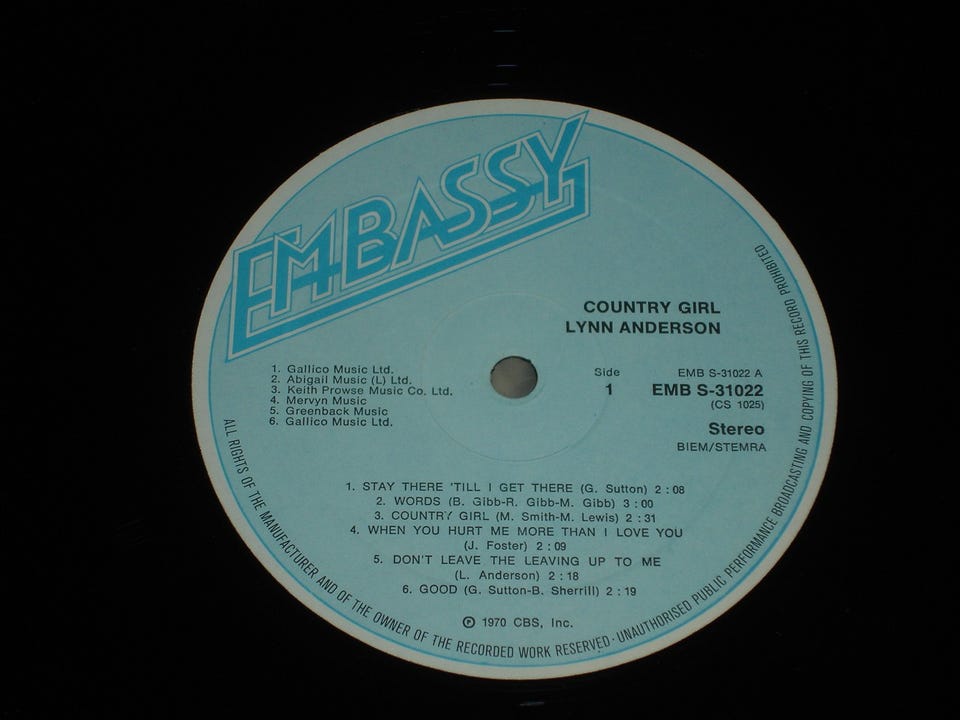 EMBASSY
COUNTRY GIRL
LYNN ANDERSON
1. Gallico Music Ltd.
2. Abigail Music (L) Ltd.
3. Keith Prowse Music Co. Ltd.
4. Mervyn Music
5. Greenback Music
6. Gallico Music Ltd.
Side
1
EMB S-31022 A
EMB S-31022
(CS 1025)
Stereo
BIEM/STEMRA
1. STAY THERE 'TILL I GET THERE (G. Sutton) 2:08
2. WORDS (B. Gibb-R. Gibb-M. Gibb) 3:00
3. COUNTRY GIRL (M. Smith-M. Lewis) 2:31
4. WHEN YOU HURT ME MORE THAN I LOVE YOU
(J. Foster) 2:09
5. DON'T LEAVE THE LEAVING UP TO ME
(L. Anderson) 2:18
6. GOOD (G. Sutton-B. Sherrill) 2:19
℗ 1970 CBS, Inc.
ALL RIGHTS OF THE MANUFACTURER AND OF THE OWNER OF THE RECORDED WORK RESERVED · UNAUTHORISED PUBLIC PERFORMANCE BROADCASTING AND COPYING OF THIS RECORD PROHIBITED